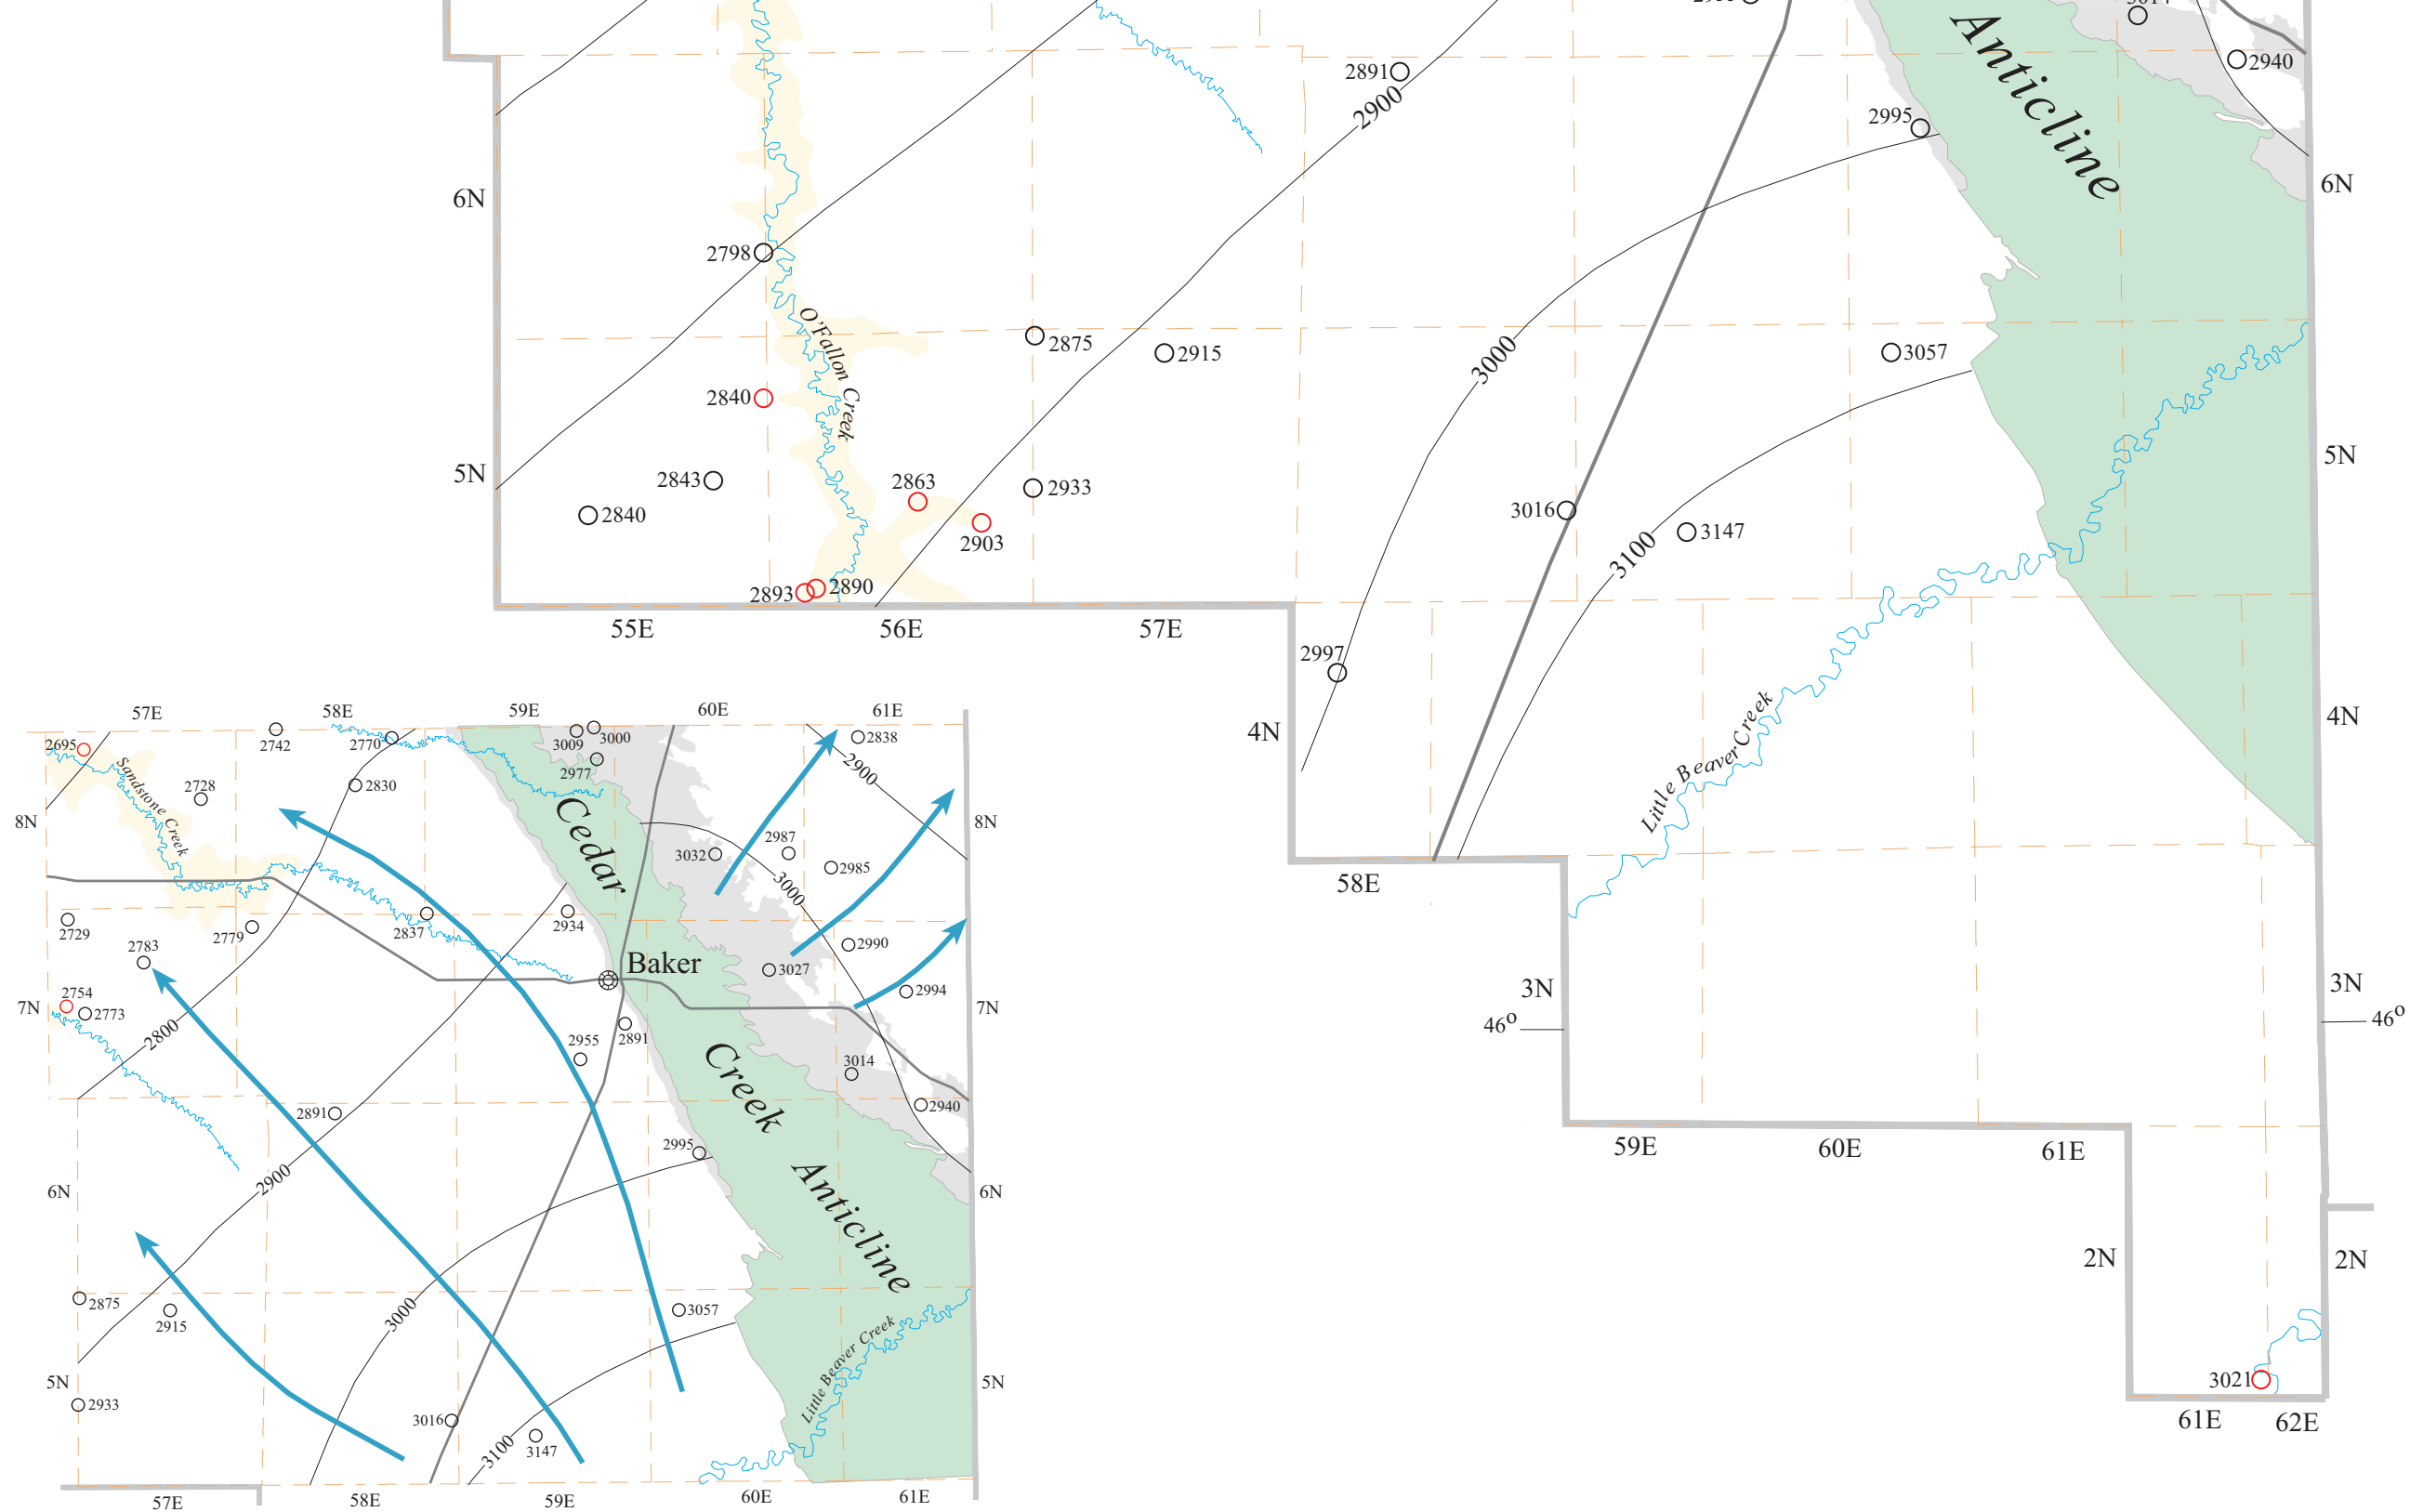 2940
2891
2900
Anticline
2995
6N
6N
2798
O'Fallon Creek
2875
2915
3000
3057
2840
5N
5N
2843
2863
2933
2840
2903
3016
3147
3100
2893
2890
55E
56E
57E
2997
4N
4N
Little Beaver Creek
58E
3N
3N
46º
46º
59E
60E
61E
2N
2N
3021
61E
62E
57E
58E
59E
60E
61E
2695
2742
2770
3009
3000
2838
2977
2900
Sandstone Creek
2728
2830
8N
8N
Cedar
2987
3032
2985
3000
2729
2783
2779
2837
2934
2990
Baker
3027
2994
2754
7N
7N
2773
2800
2955
2891
Creek
3014
2891
2940
2995
2900
6N
6N
Anticline
2875
2915
3000
3057
Little Beaver Creek
5N
5N
2933
3016
3147
3100
57E
58E
59E
60E
61E